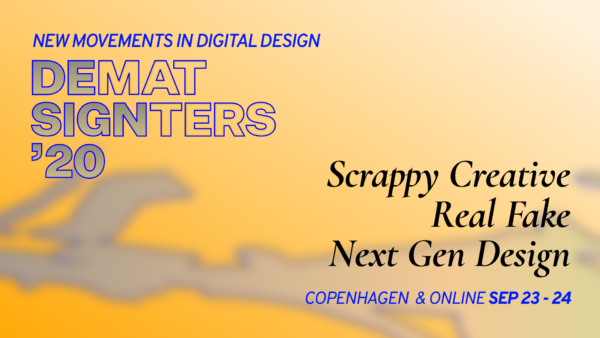 NEW MOVEMENTS IN DIGITAL DESIGN
DEMAT
SIGNTERS
’20
Scrappy Creative
Real Fake
Next Gen Design
COPENHAGEN & ONLINE SEP 23 - 24